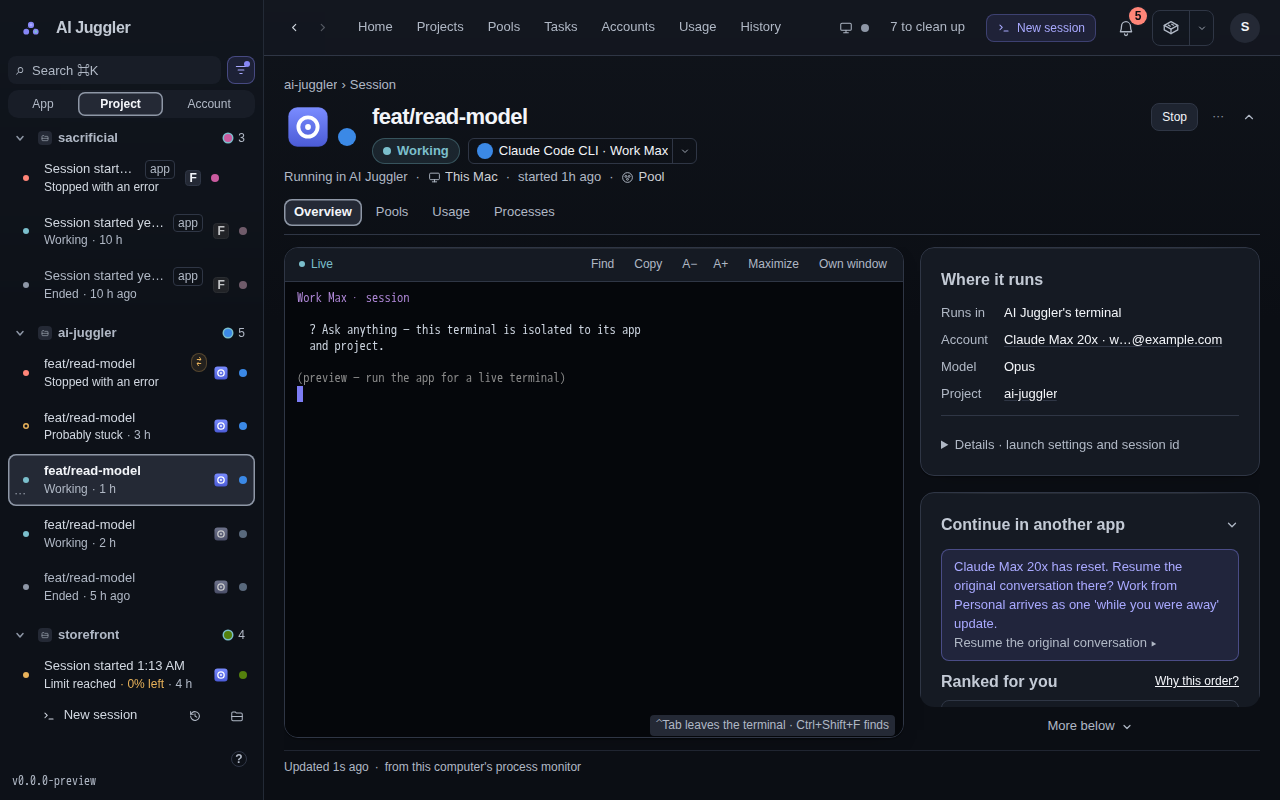 AI Juggler
Home Projects Pools Tasks Accounts Usage History
7 to clean up
New session
5
S
Search ⌘K
App Project Account
sacrificial 3
Session start… app
Stopped with an error
F
Session started ye… app
Working · 10 h
F
Session started ye… app
Ended · 10 h ago
F
ai-juggler 5
feat/read-model
Stopped with an error
feat/read-model
Probably stuck · 3 h
feat/read-model
Working · 1 h
feat/read-model
Working · 2 h
feat/read-model
Ended · 5 h ago
storefront 4
Session started 1:13 AM
Limit reached · 0% left · 4 h
New session
?
v0.0.0-preview
ai-juggler › Session
feat/read-model
Working
Claude Code CLI · Work Max
Stop
Running in AI Juggler · This Mac · started 1h ago · Pool
Overview Pools Usage Processes
Live
Find Copy A− A+ Maximize Own window
Work Max · session
? Ask anything — this terminal is isolated to its app
and project.
(preview — run the app for a live terminal)
^Tab leaves the terminal · Ctrl+Shift+F finds
Where it runs
Runs in AI Juggler's terminal
Account Claude Max 20x · w…@example.com
Model Opus
Project ai-juggler
Details · launch settings and session id
Continue in another app
Claude Max 20x has reset. Resume the
original conversation there? Work from
Personal arrives as one 'while you were away'
update.
Resume the original conversation ▸
Ranked for you
Why this order?
More below
Updated 1s ago · from this computer's process monitor